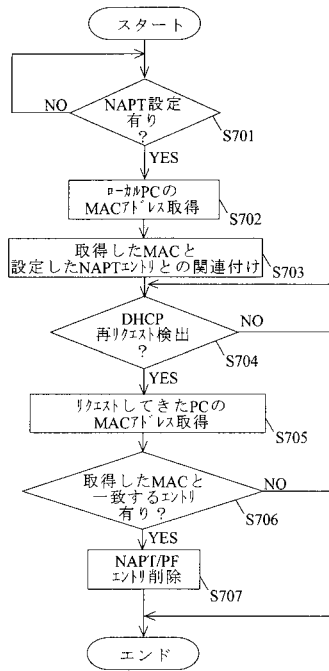 スタート
NAPT設定
有り
?
NO
S701
YES
ﾛｰｶﾙPCの
MACｱﾄﾞﾚｽ取得
S702
取得したMACと
設定したNAPTｴﾝﾄﾘとの関連付け
S703
DHCP
再ﾘｸｴｽﾄ検出
?
NO
S704
YES
ﾘｸｴｽﾄしてきたPCの
MACｱﾄﾞﾚｽ取得
S705
取得したMACと
一致するｴﾝﾄﾘ
有り?
NO
S706
YES
NAPT/PF
ｴﾝﾄﾘ削除
S707
エンド